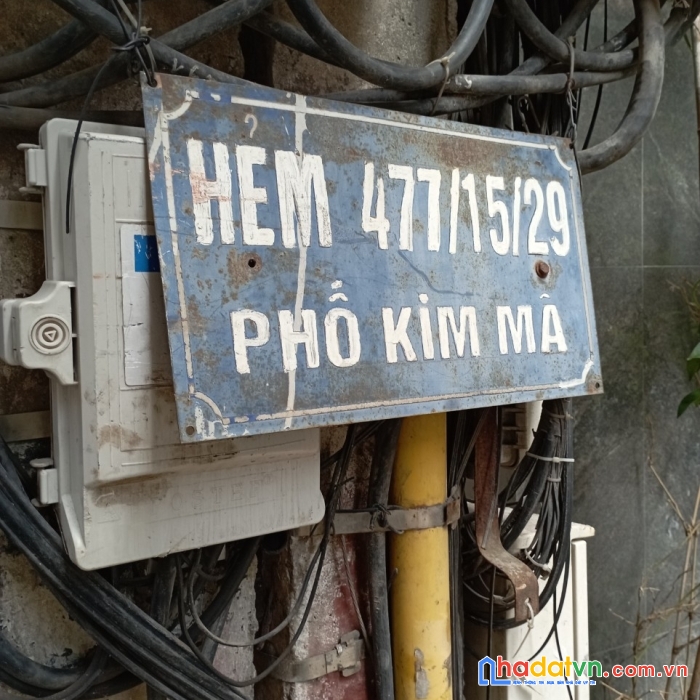 HẺM 477/15/29
PHỐ KIM MÃ
nhadatvn.com.vn